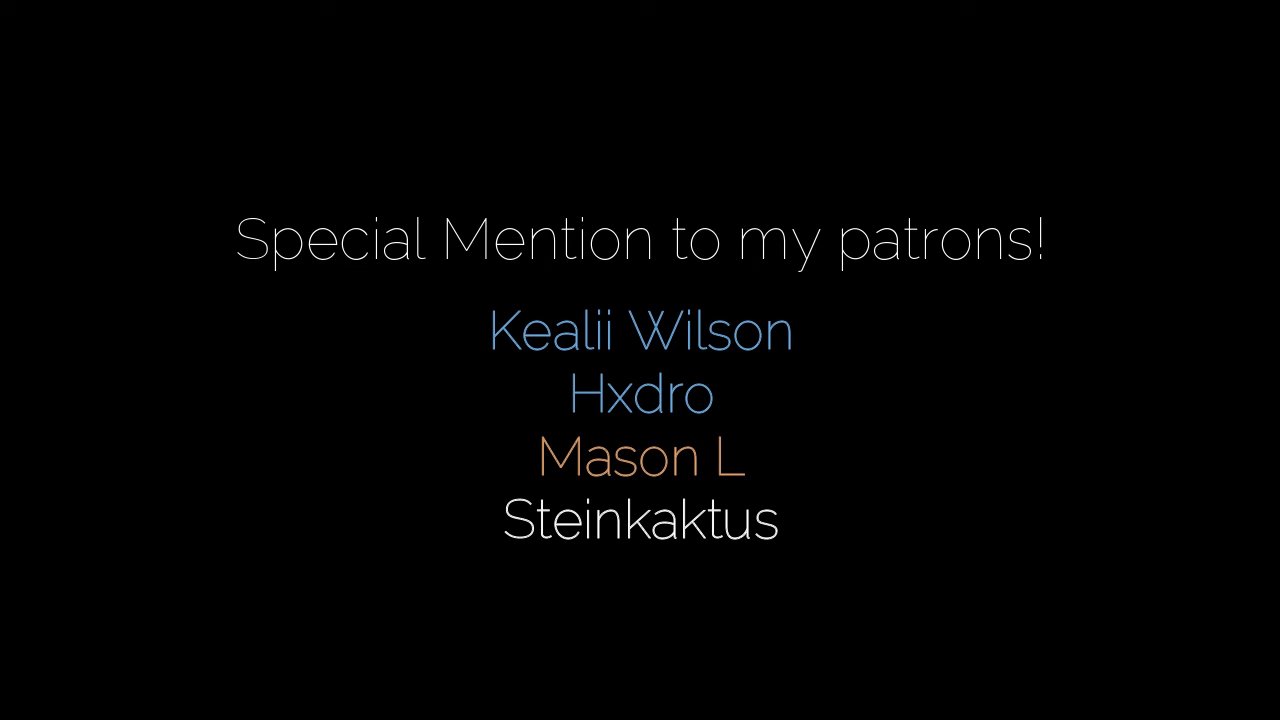 Special Mention to my patrons!
Kealii Wilson
Hxdro
Mason L
Steinkaktus